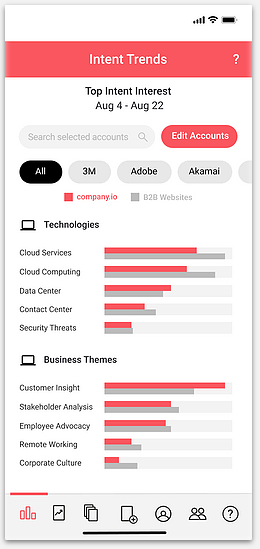 Intent Trends
?
Top Intent Interest
Aug 4 - Aug 22
Search selected accounts
Edit Accounts
All 3M Adobe Akamai
company.io B2B Websites
Technologies
Cloud Services
Cloud Computing
Data Center
Contact Center
Security Threats
Business Themes
Customer Insight
Stakeholder Analysis
Employee Advocacy
Remote Working
Corporate Culture
?